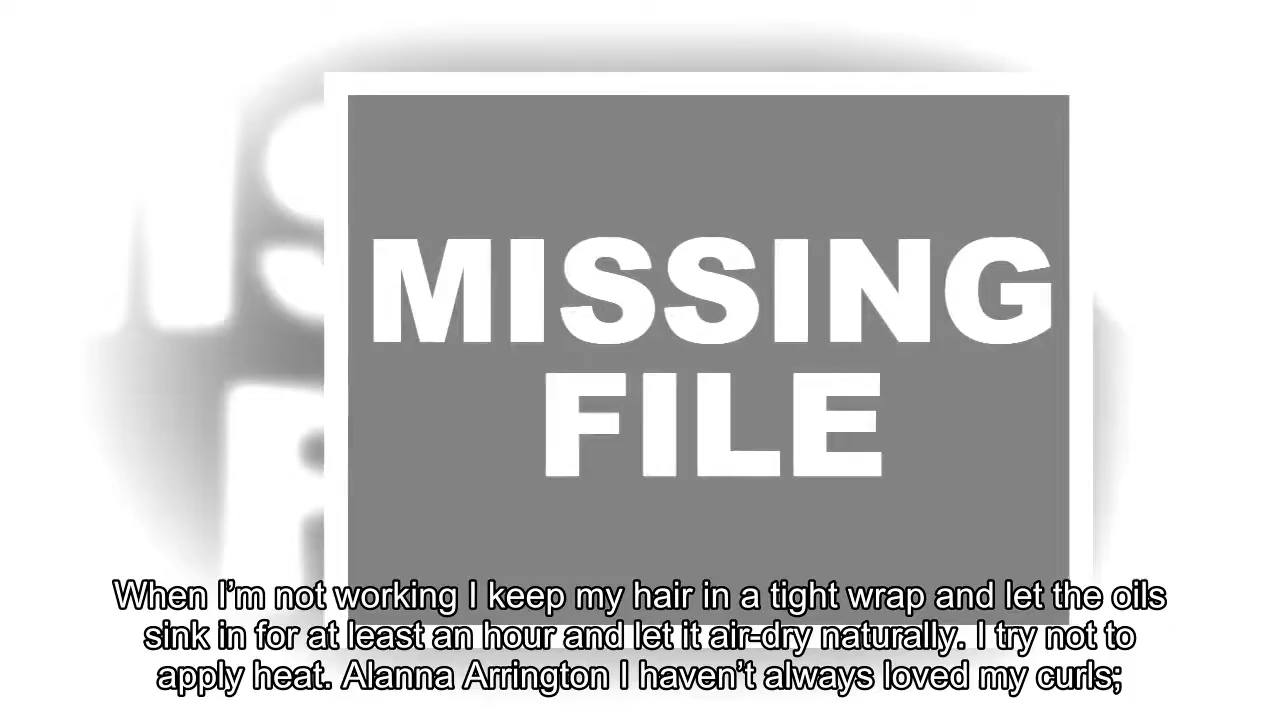 MISSING
FILE
When I’m not working I keep my hair in a tight wrap and let the oils
sink in for at least an hour and let it air-dry naturally. I try not to
apply heat. Alanna Arrington I haven’t always loved my curls;